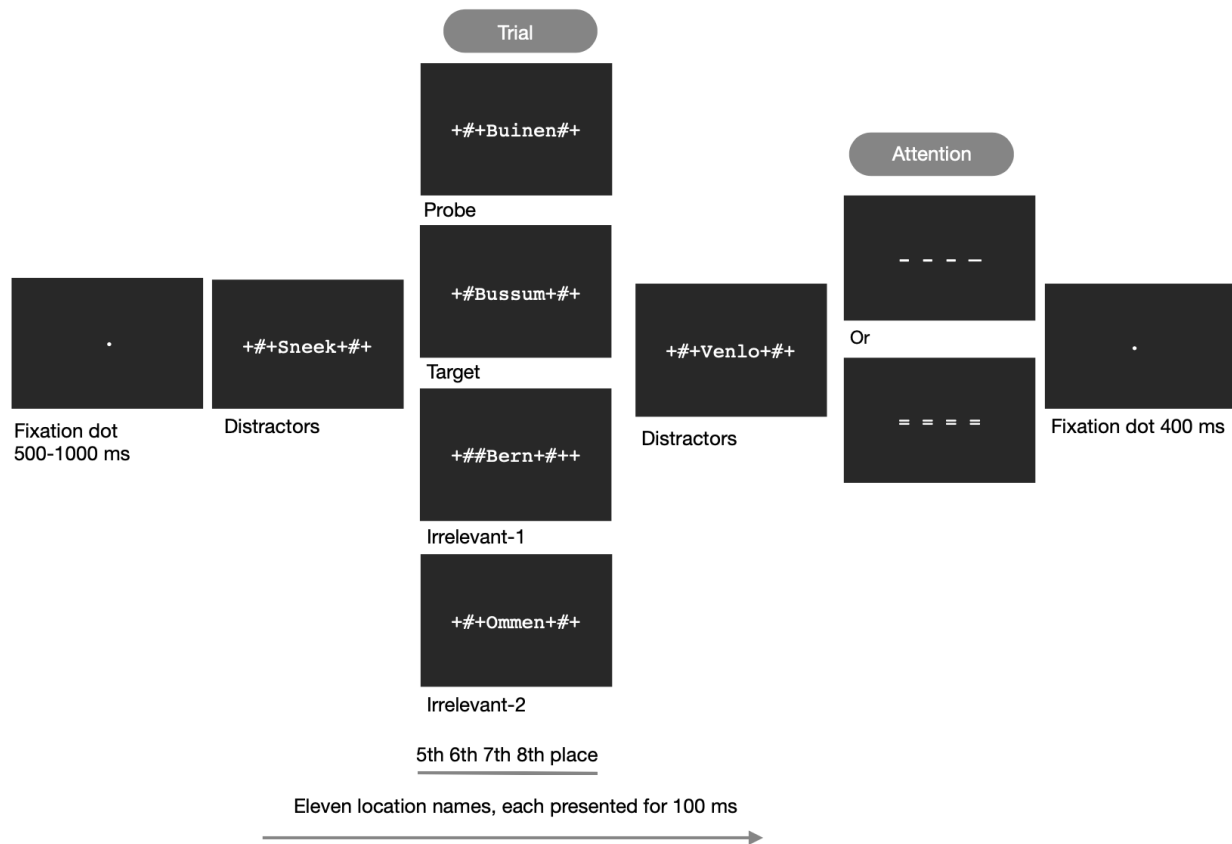 Trial
+#+Buinen#+
Probe
Attention
+#Bussum+#+
- - - –
Target
Or
+#+Sneek+#+
+#+Venlo+#+
Fixation dot
500-1000 ms
Distractors
Distractors
= = = =
Fixation dot 400 ms
+##Bern+#++
Irrelevant-1
+#+Ommen+#+
Irrelevant-2
5th 6th 7th 8th place
Eleven location names, each presented for 100 ms